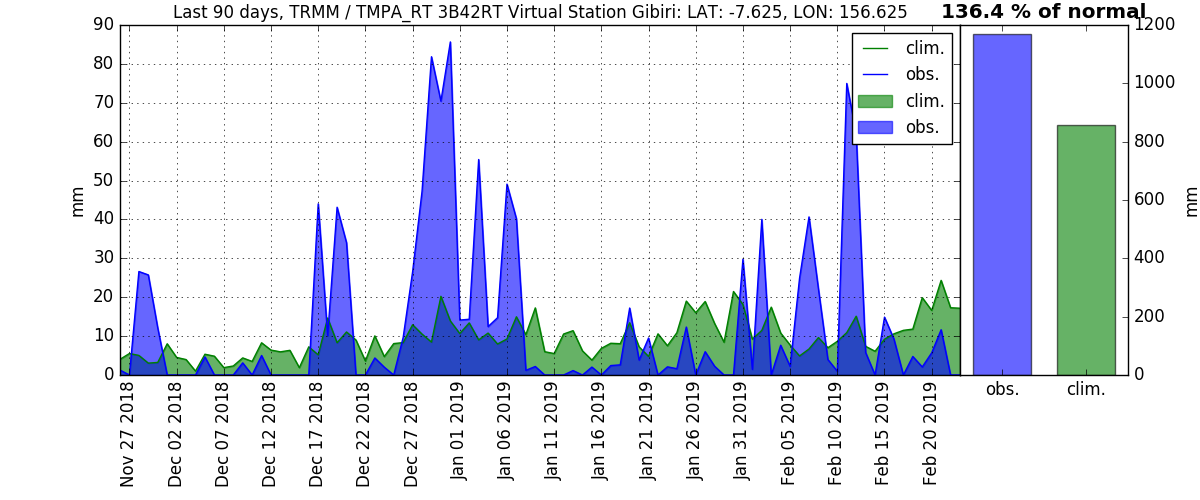 Last 90 days, TRMM / TMPA_RT 3B42RT Virtual Station Gibiri: LAT: -7.625, LON: 156.625
136.4 % of normal
90
80
70
60
50
40
30
20
10
0
mm
clim.
obs.
clim.
obs.
1200
1000
800
600
400
200
0
mm
obs.
clim.
Nov 27 2018
Dec 02 2018
Dec 07 2018
Dec 12 2018
Dec 17 2018
Dec 22 2018
Dec 27 2018
Jan 01 2019
Jan 06 2019
Jan 11 2019
Jan 16 2019
Jan 21 2019
Jan 26 2019
Jan 31 2019
Feb 05 2019
Feb 10 2019
Feb 15 2019
Feb 20 2019